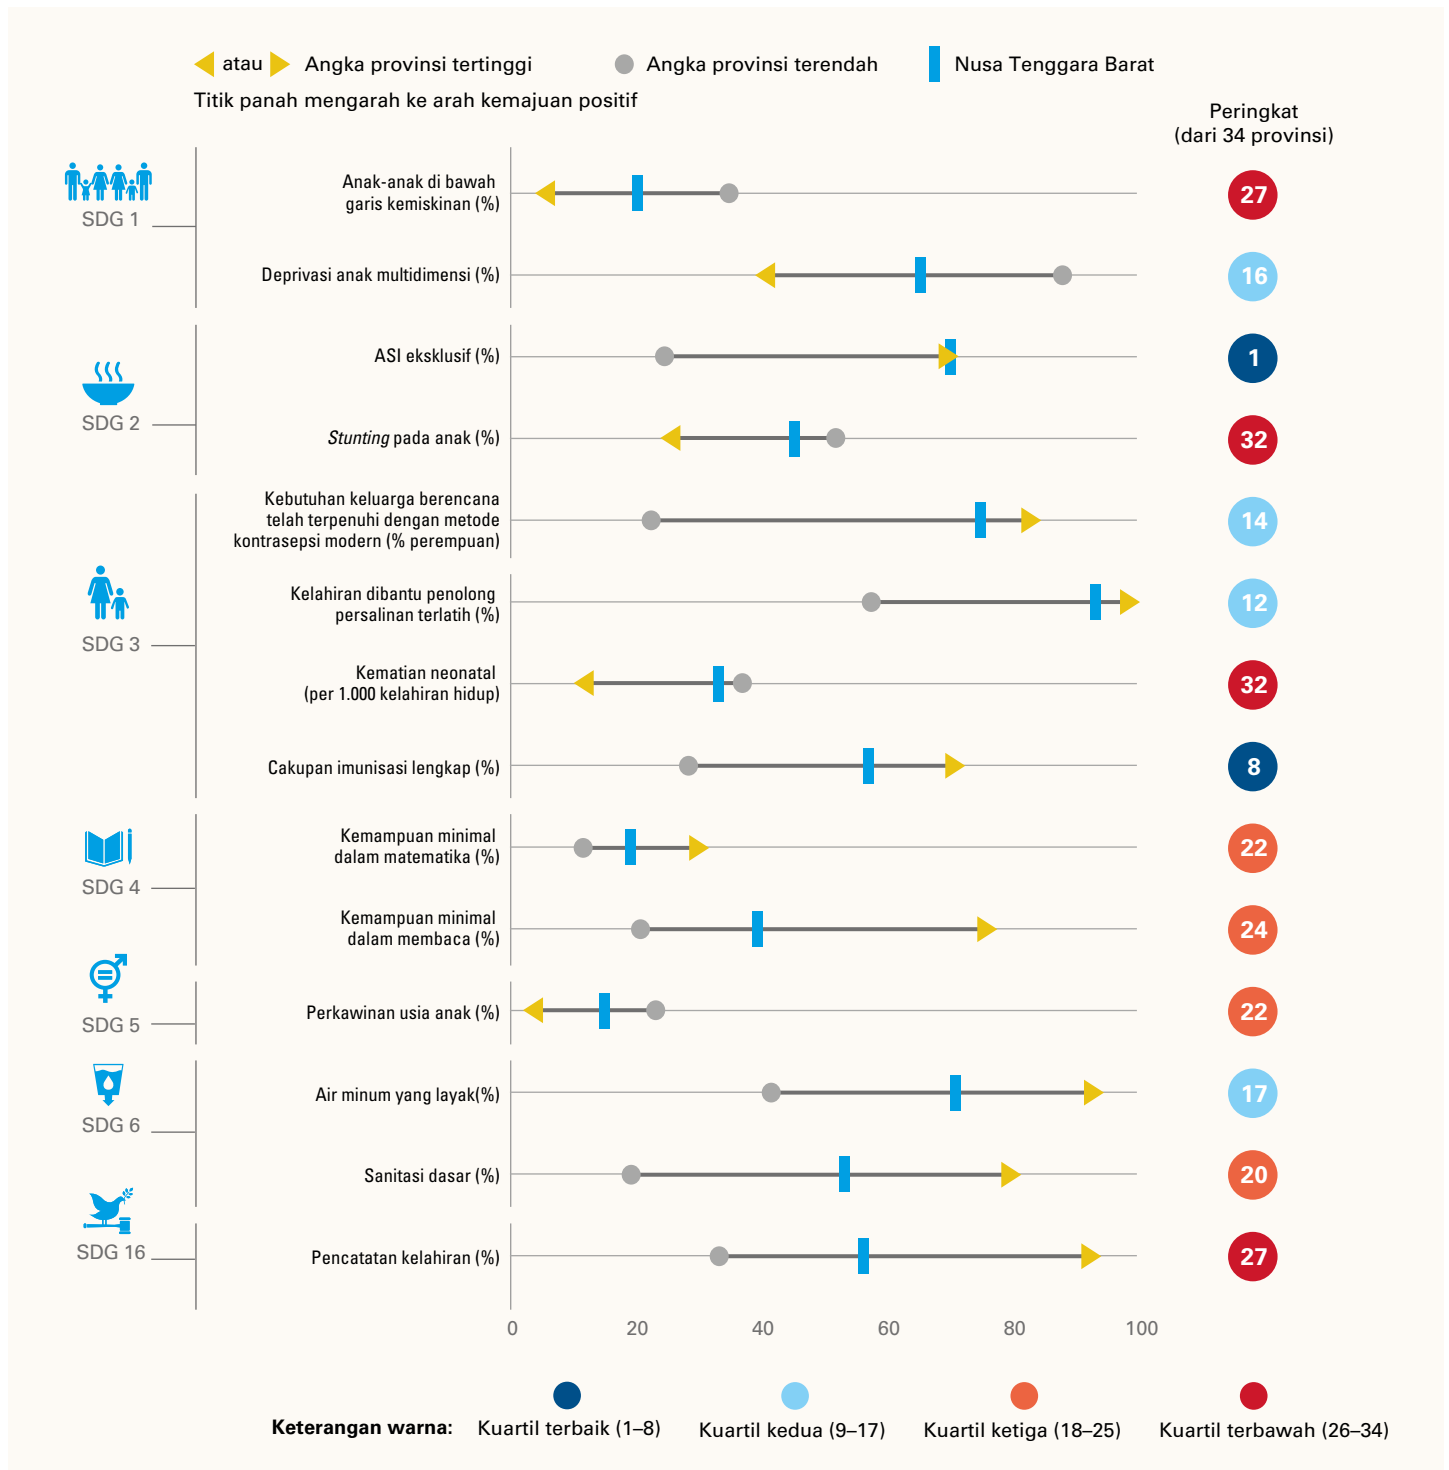 atau Angka provinsi tertinggi
Angka provinsi terendah
Nusa Tenggara Barat
Titik panah mengarah ke arah kemajuan positif
Peringkat
(dari 34 provinsi)
SDG 1
Anak-anak di bawah
garis kemiskinan (%)
27
Deprivasi anak multidimensi (%)
16
SDG 2
ASI eksklusif (%)
1
Stunting pada anak (%)
32
SDG 3
Kebutuhan keluarga berencana
telah terpenuhi dengan metode
kontrasepsi modern (% perempuan)
14
Kelahiran dibantu penolong
persalinan terlatih (%)
12
Kematian neonatal
(per 1.000 kelahiran hidup)
32
Cakupan imunisasi lengkap (%)
8
SDG 4
Kemampuan minimal
dalam matematika (%)
22
Kemampuan minimal
dalam membaca (%)
24
SDG 5
Perkawinan usia anak (%)
22
SDG 6
Air minum yang layak(%)
17
Sanitasi dasar (%)
20
SDG 16
Pencatatan kelahiran (%)
27
0 20 40 60 80 100
Keterangan warna:
Kuartil terbaik (1–8)
Kuartil kedua (9–17)
Kuartil ketiga (18–25)
Kuartil terbawah (26–34)